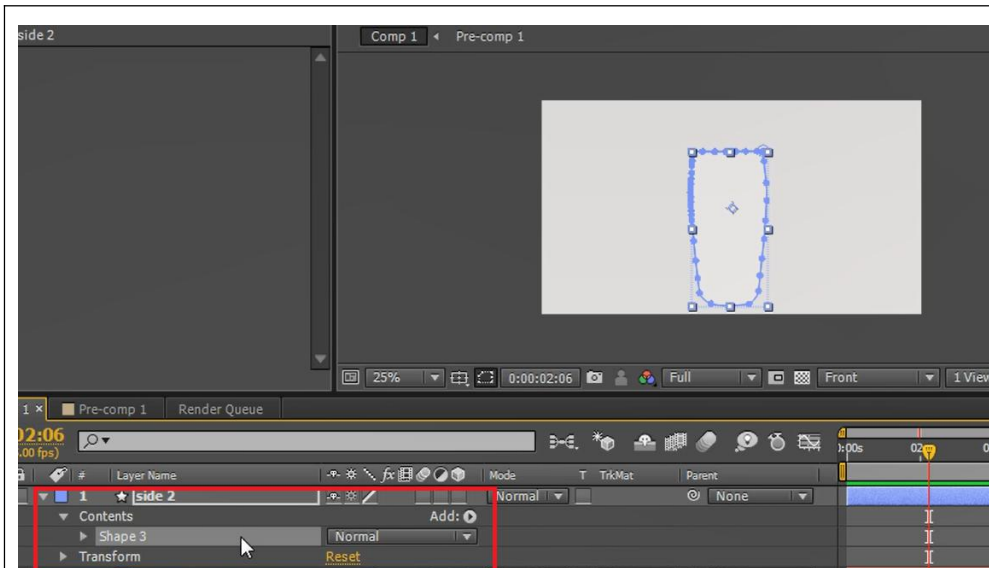 side 2
Comp 1 Pre-comp 1
25% 0:00:02:06 Full Front 1 View
1 × Pre-comp 1 Render Queue
02:06
.00 fps)
):00s 02
# Layer Name fx Mode T TrkMat Parent
1 side 2 Normal None
Contents Add:
Shape 3 Normal
Transform Reset